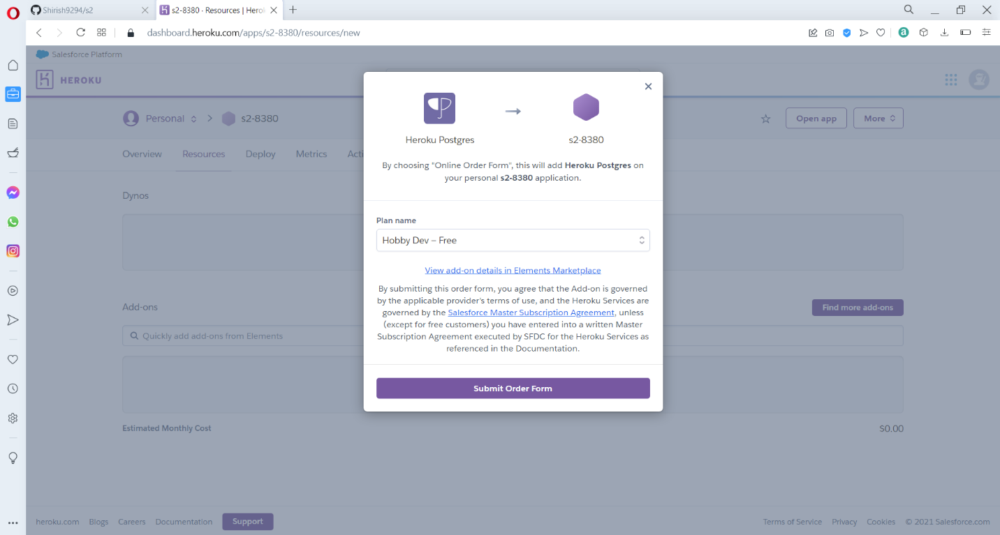 Shirish9294/s2
s2-8380 · Resources | Herok
dashboard.heroku.com/apps/s2-8380/resources/new
Salesforce Platform
HEROKU
Personal
s2-8380
Open app
More
Overview
Resources
Deploy
Metrics
Acti
Dynos
Add-ons
Find more add-ons
Quickly add add-ons from Elements
Estimated Monthly Cost
$0.00
Heroku Postgres
s2-8380
By choosing "Online Order Form", this will add Heroku Postgres on
your personal s2-8380 application.
Plan name
Hobby Dev – Free
View add-on details in Elements Marketplace
By submitting this order form, you agree that the Add-on is governed
by the applicable provider's terms of use, and the Heroku Services are
governed by the Salesforce Master Subscription Agreement, unless
(except for free customers) you have entered into a written Master
Subscription Agreement executed by SFDC for the Heroku Services as
referenced in the Documentation.
Submit Order Form
heroku.com
Blogs
Careers
Documentation
Support
Terms of Service
Privacy
Cookies
© 2021 Salesforce.com